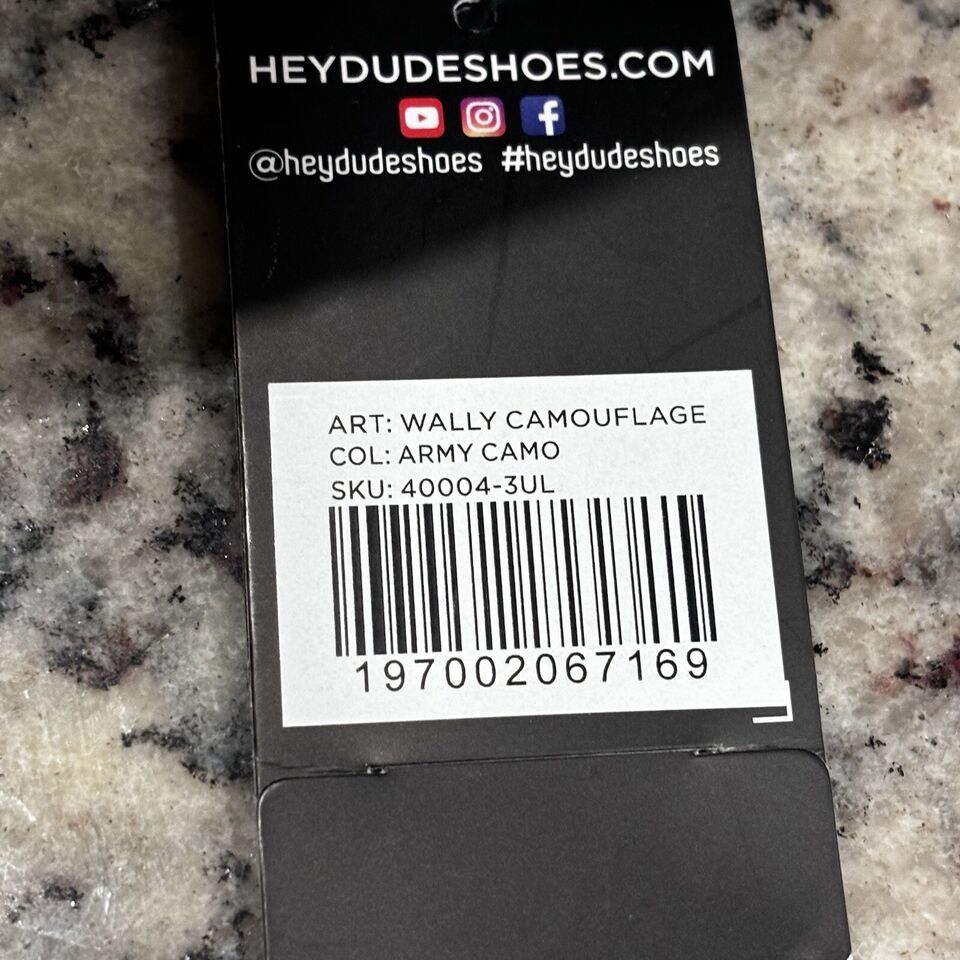 HEYDUDESHOES.COM
@heydudeshoes #heydudeshoes
ART: WALLY CAMOUFLAGE
COL: ARMY CAMO
SKU: 40004-3UL
197002067169